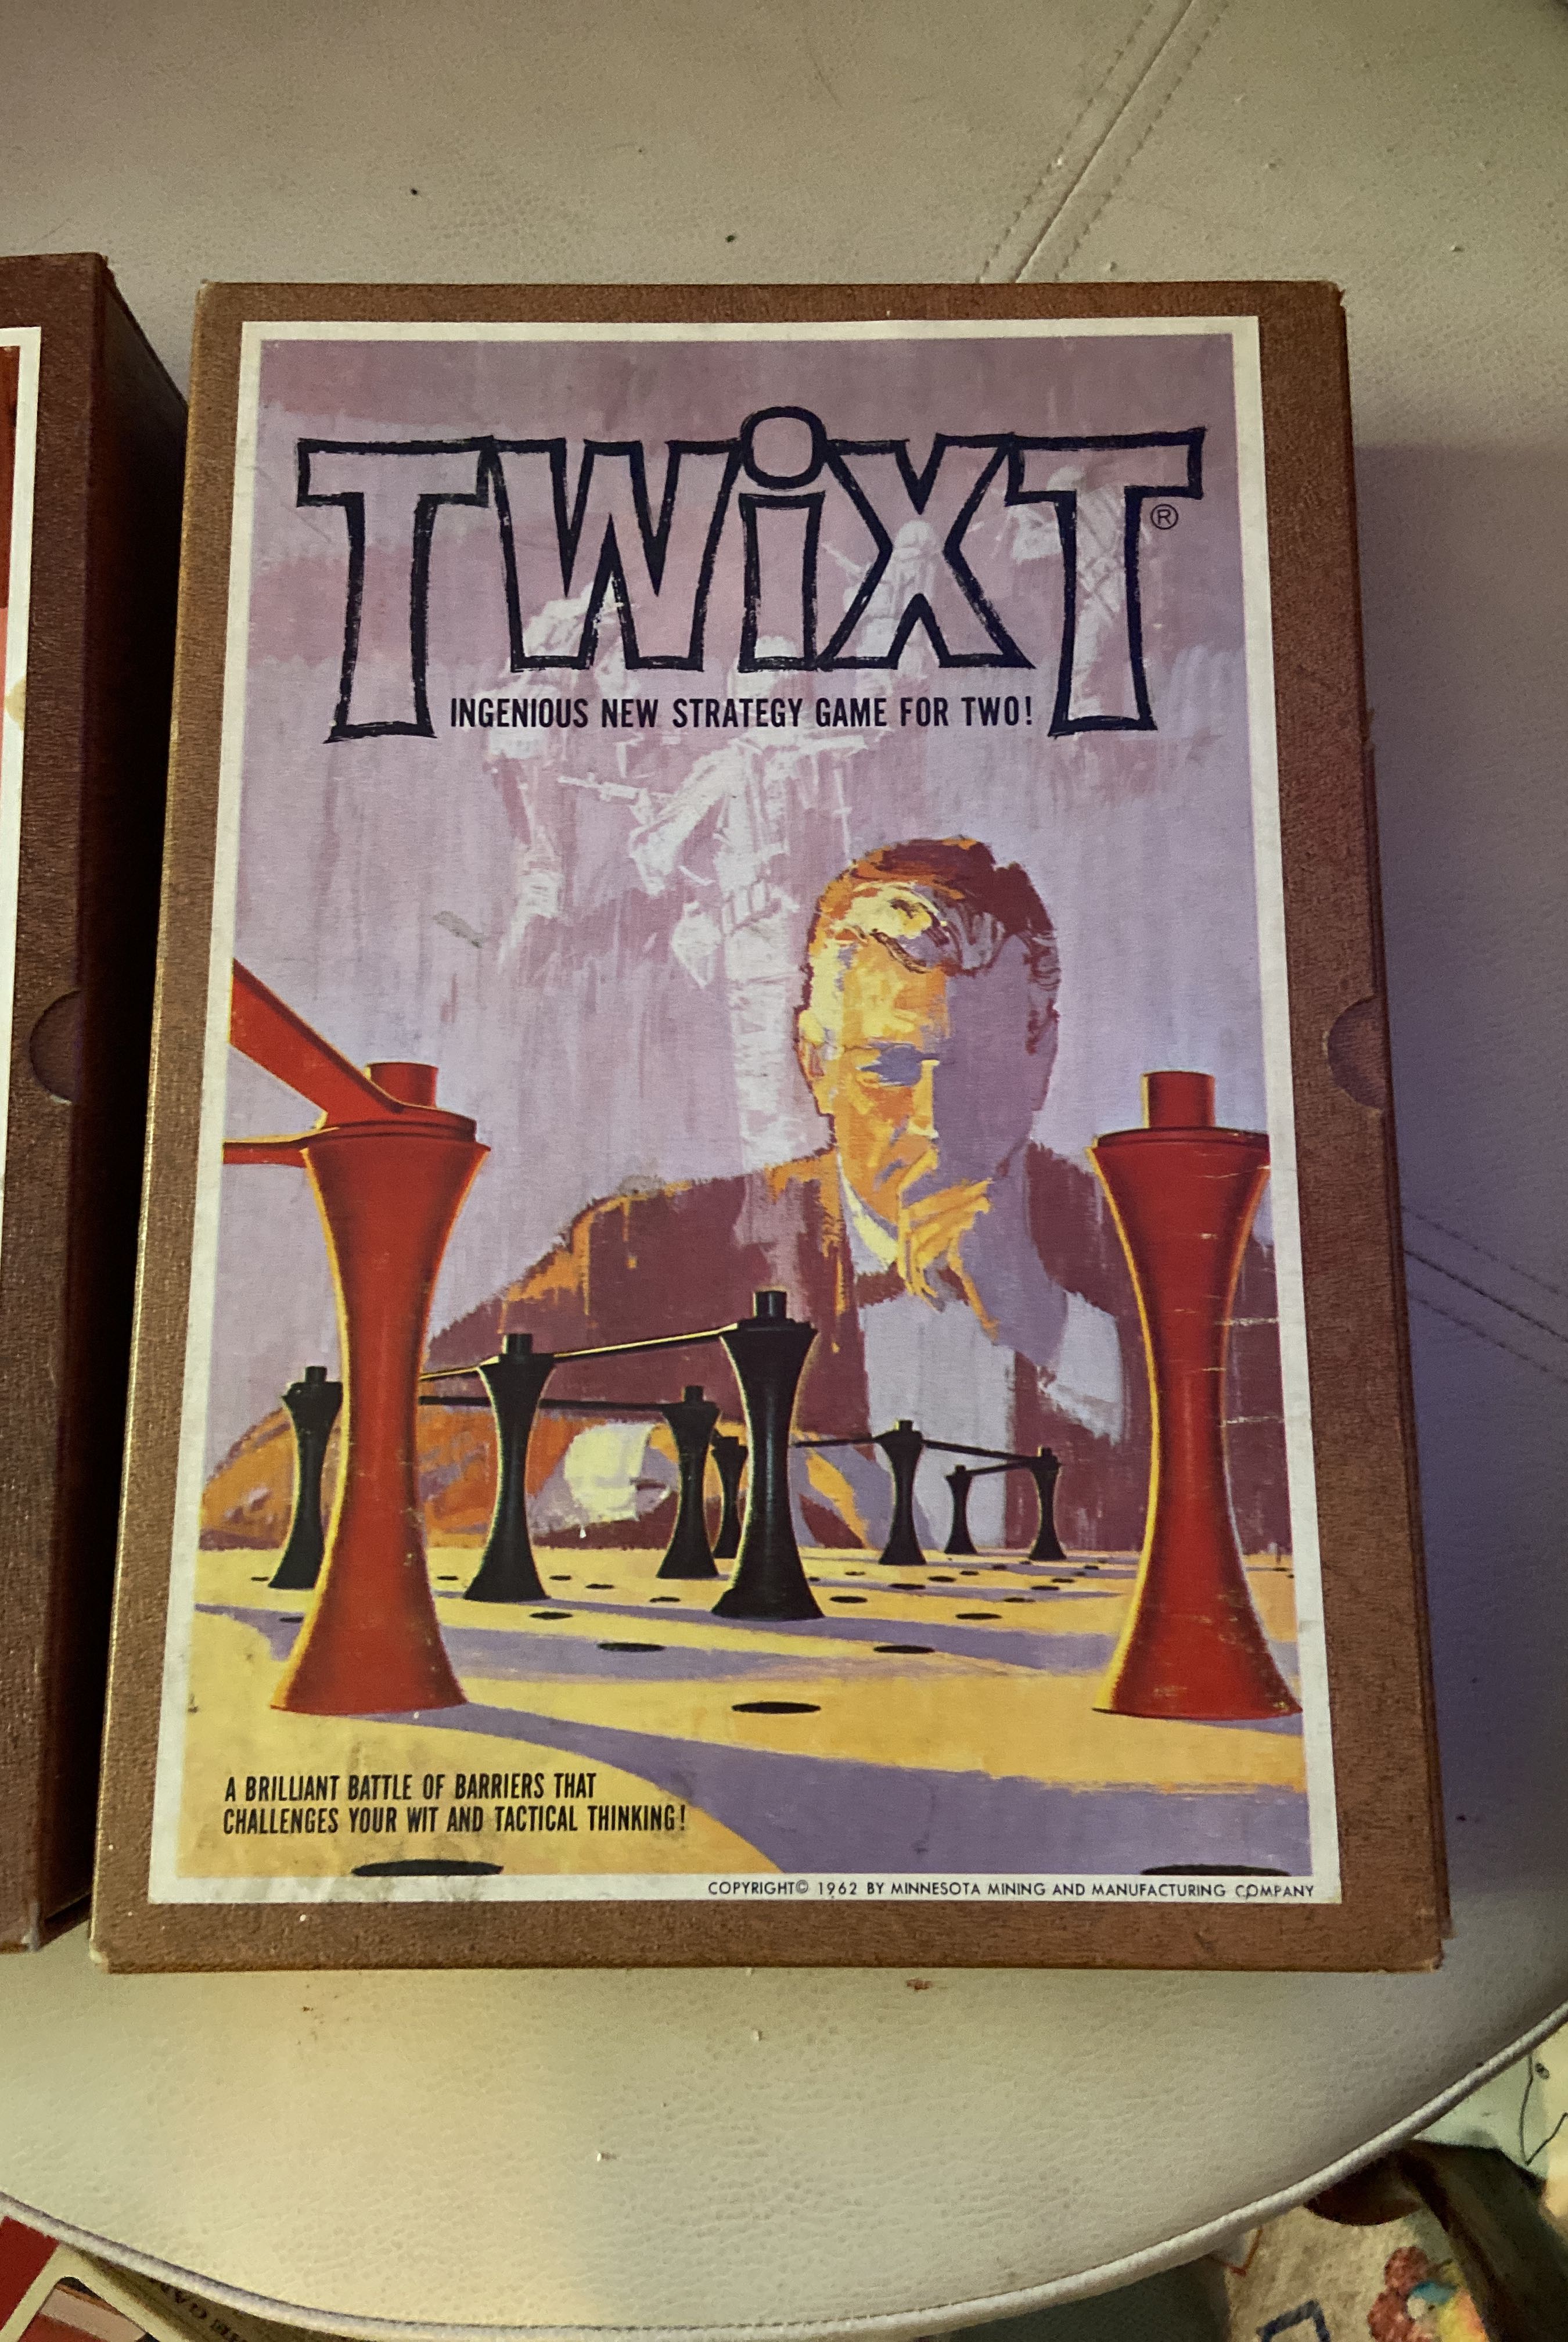 TWiXT®
INGENIOUS NEW STRATEGY GAME FOR TWO!
A BRILLIANT BATTLE OF BARRIERS THAT
CHALLENGES YOUR WIT AND TACTICAL THINKING!
COPYRIGHT© 1962 BY MINNESOTA MINING AND MANUFACTURING COMPANY